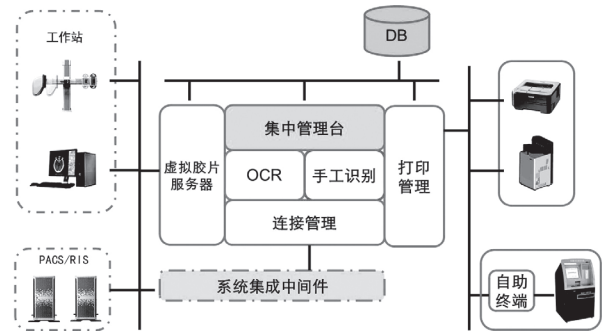 DB
工作站
集中管理台
虚拟胶片
服务器
OCR
手工识别
打印
管理
连接管理
PACS/RIS
系统集成中间件
自助
终端